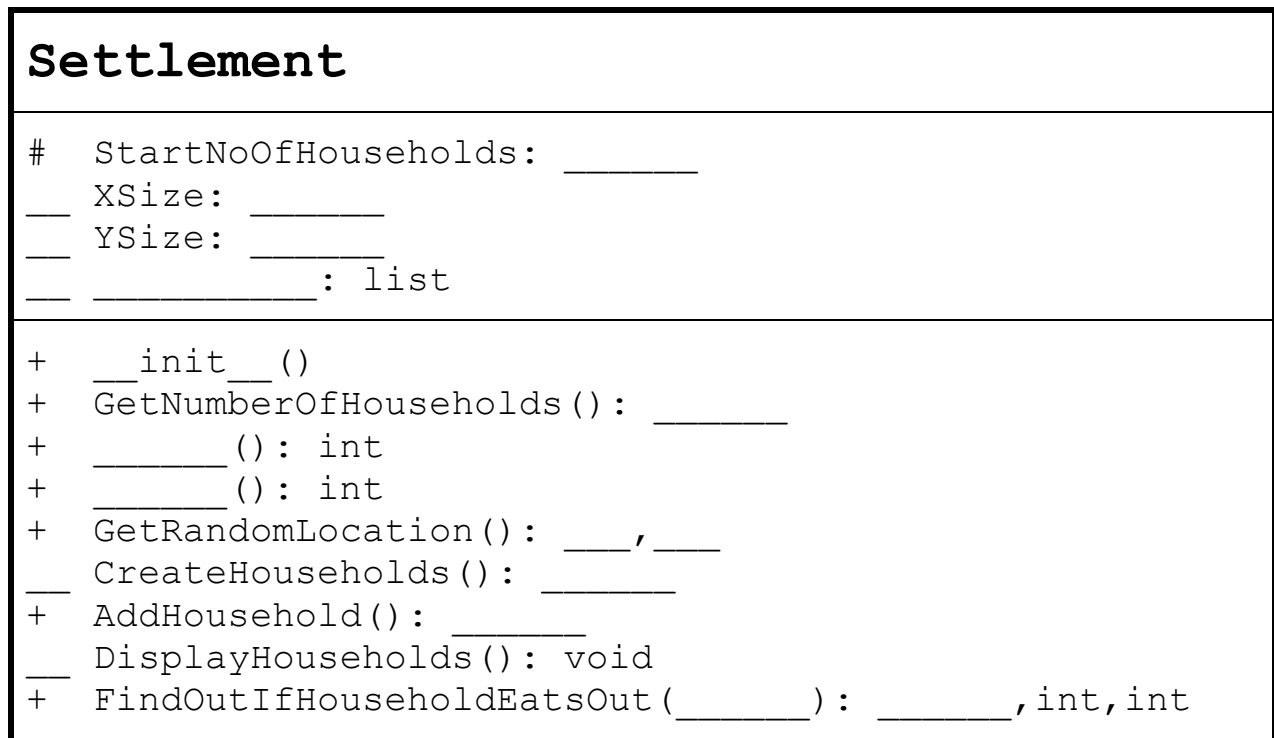 Settlement
# StartNoOfHouseholds: ______
__ XSize: ______
__ YSize: ______
__ __________: list
+ __init__()
+ GetNumberOfHouseholds(): ______
+ ______(): int
+ ______(): int
+ GetRandomLocation(): ___,___
__ CreateHouseholds(): ______
+ AddHousehold(): ______
__ DisplayHouseholds(): void
+ FindOutIfHouseholdEatsOut(______): ______,int,int